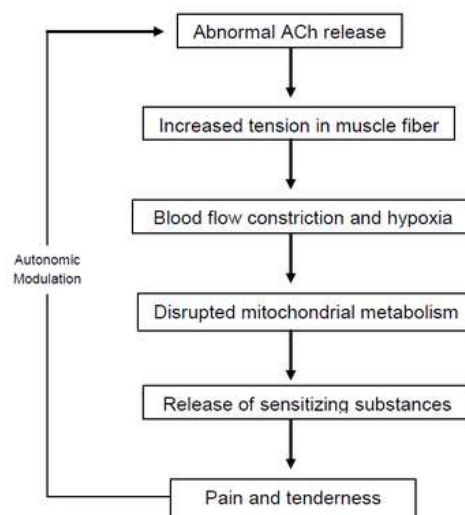 Abnormal ACh release
Increased tension in muscle fiber
Blood flow constriction and hypoxia
Autonomic
Modulation
Disrupted mitochondrial metabolism
Release of sensitizing substances
Pain and tenderness